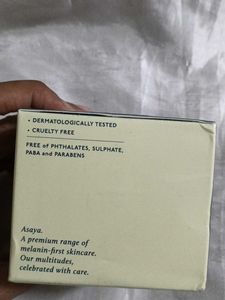 • DERMATOLOGICALLY TESTED
• CRUELTY FREE
FREE of PHTHALATES, SULPHATE,
PABA and PARABENS
Asaya.
A premium range of
melanin-first skincare.
Our multitudes,
celebrated with care.